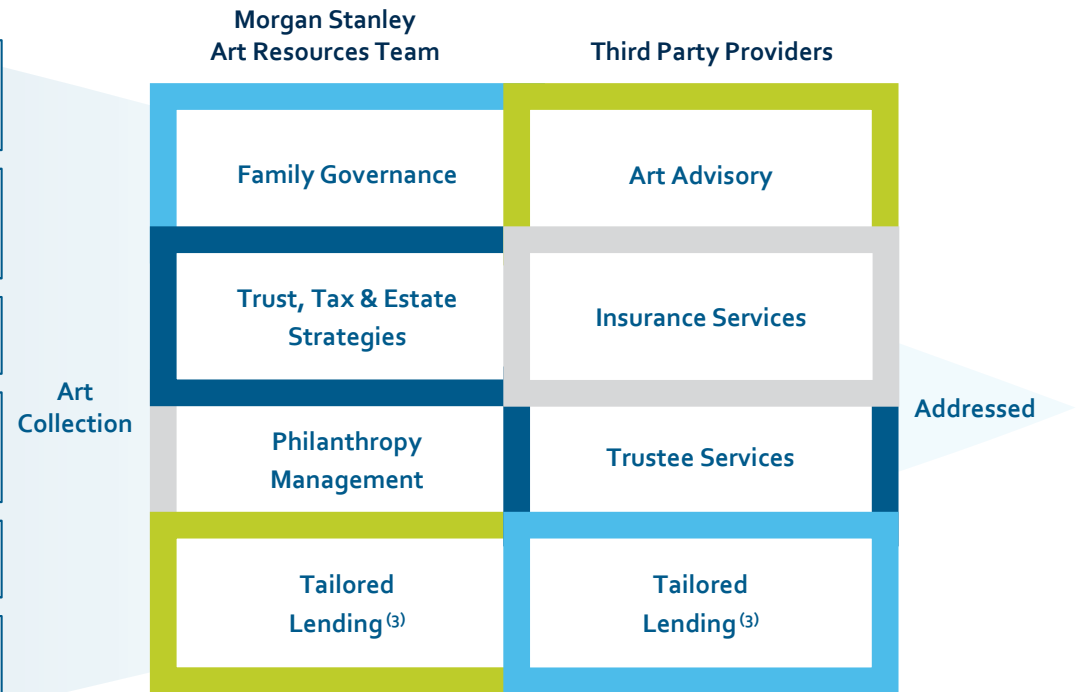 Morgan Stanley
Art Resources Team
Third Party Providers
Family Governance
Art Advisory
Trust, Tax & Estate
Strategies
Insurance Services
Art
Collection
Addressed
Philanthropy
Management
Trustee Services
Tailored
Lending (3)
Tailored
Lending (3)